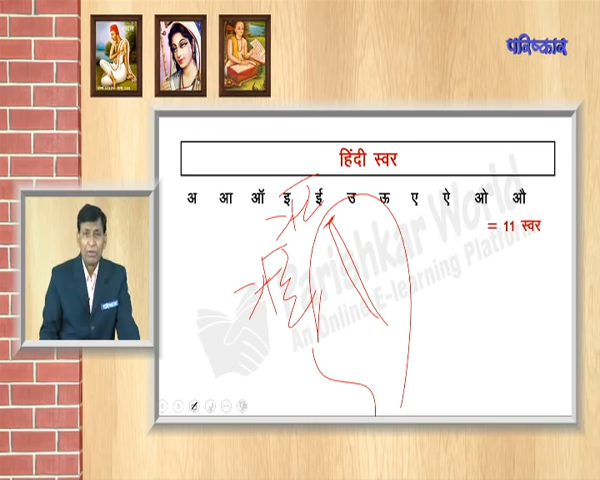 परिष्कार
हिंदी स्वर
अ आ ऑ इ ई उ ऊ ए ऐ ओ औ
= 11 स्वर
Parishkar World
An Online E-learning Platform